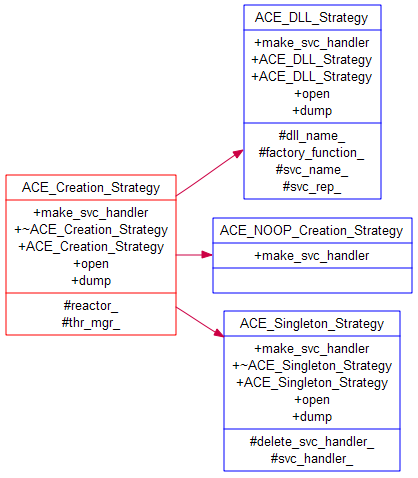 ACE_DLL_Strategy
+make_svc_handler
+ACE_DLL_Strategy
+ACE_DLL_Strategy
+open
+dump
#dll_name_
#factory_function_
#svc_name_
#svc_rep_
ACE_Creation_Strategy
+make_svc_handler
+~ACE_Creation_Strategy
+ACE_Creation_Strategy
+open
+dump
#reactor_
#thr_mgr_
ACE_NOOP_Creation_Strategy
+make_svc_handler
ACE_Singleton_Strategy
+make_svc_handler
+~ACE_Singleton_Strategy
+ACE_Singleton_Strategy
+open
+dump
#delete_svc_handler_
#svc_handler_